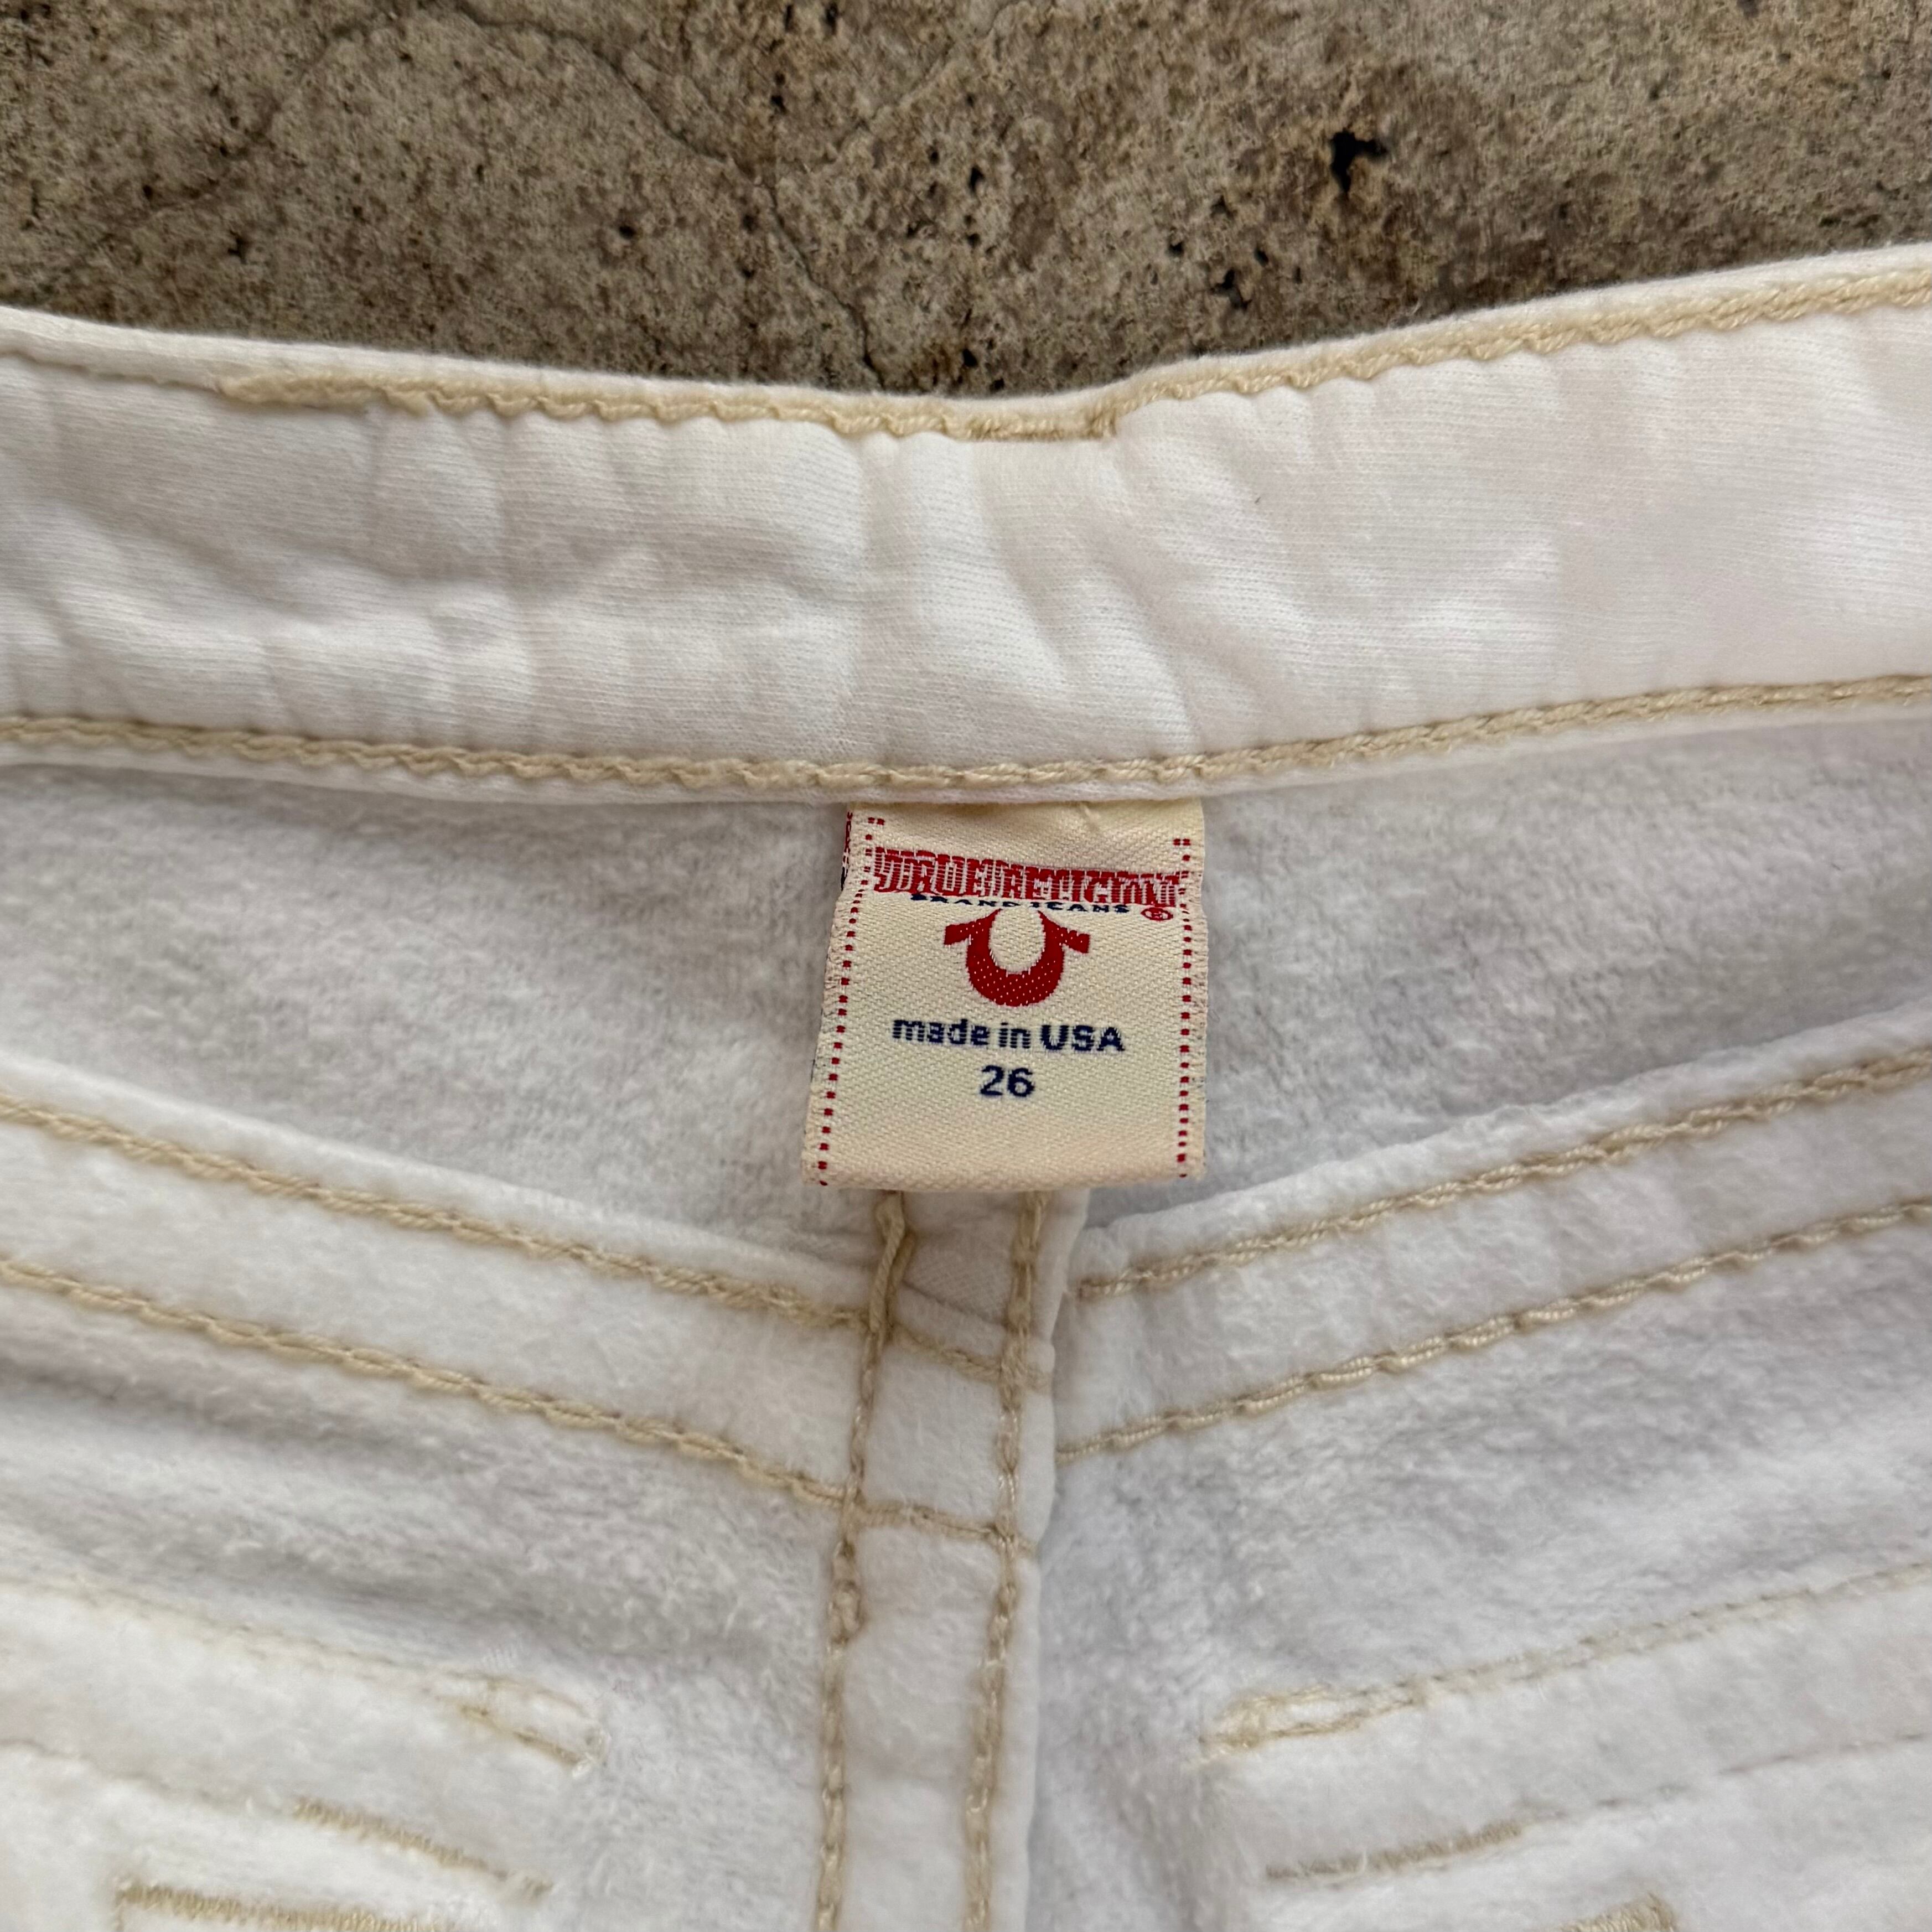 TRUE RELIGION
BRAND JEANS ®
made in USA
26